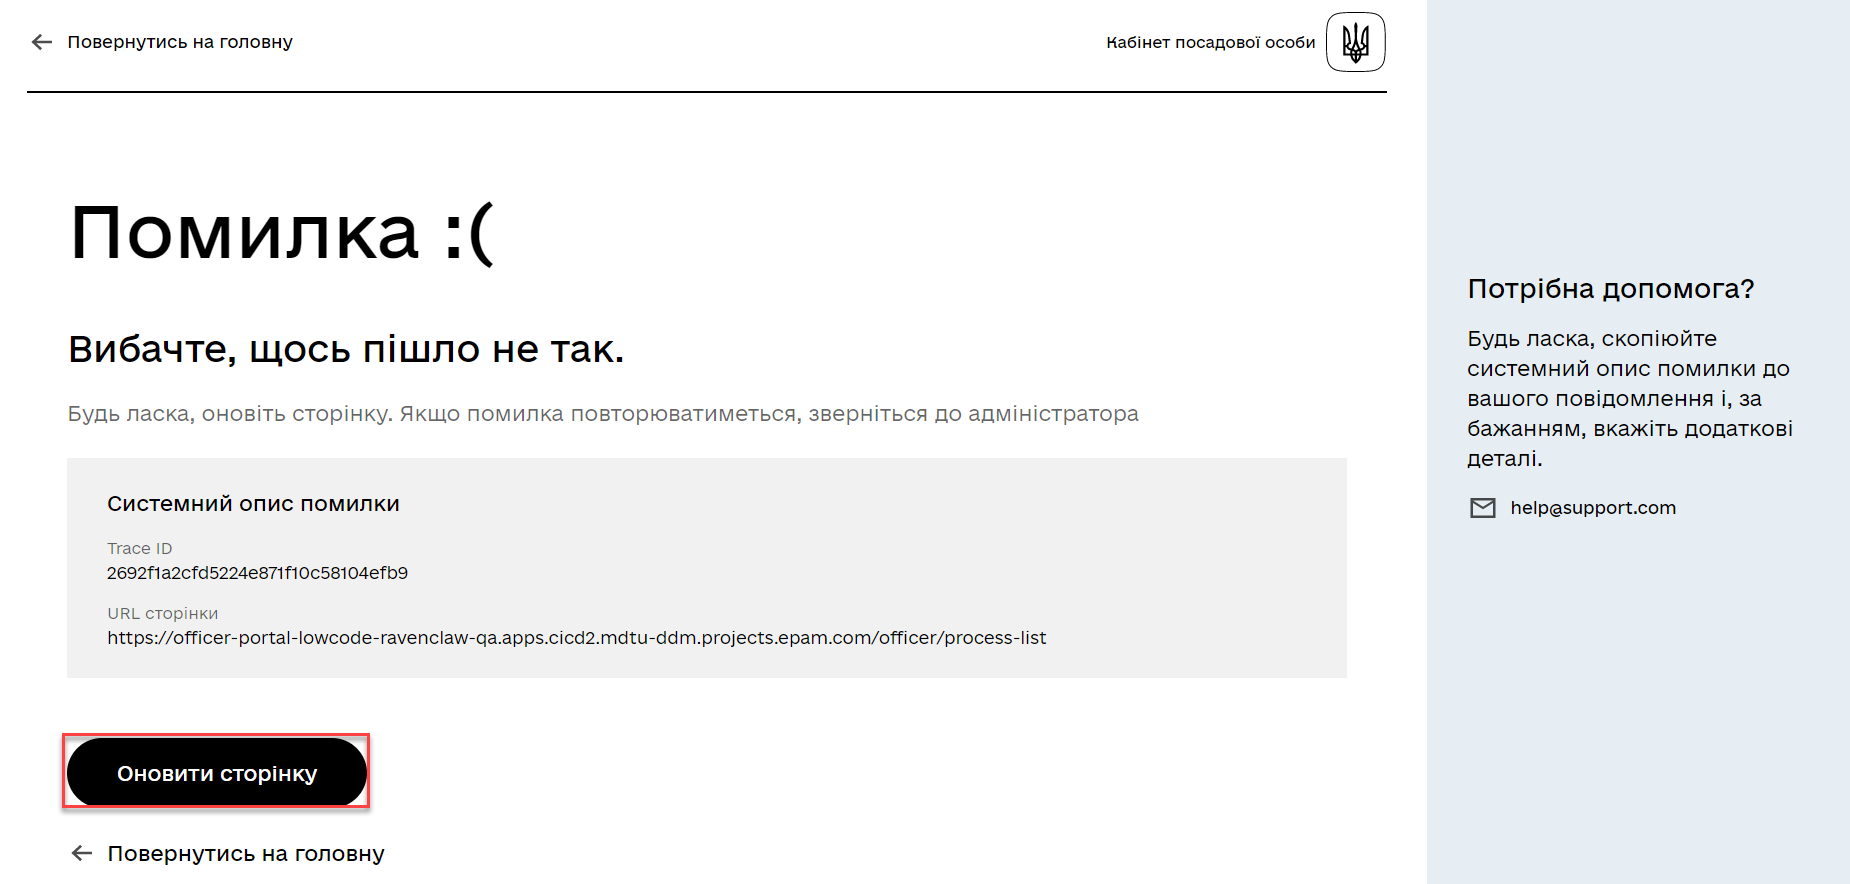 Повернутись на головну
Кабінет посадової особи
Помилка :(
Вибачте, щось пішло не так.
Будь ласка, оновіть сторінку. Якщо помилка повторюватиметься, зверніться до адміністратора
Системний опис помилки
Trace ID
2692f1a2cfd5224e871f10c58104efb9
URL сторінки
https://officer-portal-lowcode-ravenclaw-qa.apps.cicd2.mdtu-ddm.projects.epam.com/officer/process-list
Оновити сторінку
Повернутись на головну
Потрібна допомога?
Будь ласка, скопіюйте
системний опис помилки до
вашого повідомлення і, за
бажанням, вкажіть додаткові
деталі.
help@support.com